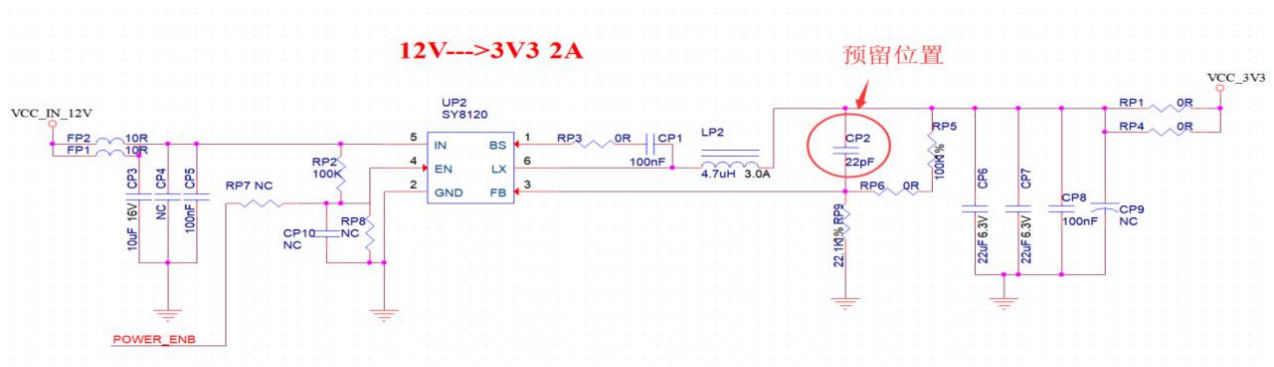 12V--->3V3 2A
预留位置
VCC_IN_12V
VCC_3V3
FP2 10R
FP1 10R
CP3
10uF 16V
CP4
NC
CP5
100nF
RP2
100K
RP7 NC
CP10
NC
RP8
NC
POWER_ENB
UP2
SY8120
5 IN BS 1
4 EN LX 6
2 GND FB 3
RP3 0R CP1
100nF
LP2
4.7uH 3.0A
CP2
22pF
RP5
100K1%
RP6 0R
22.1K1% RP9
CP6
22uF 6.3V
CP7
22uF 6.3V
CP8
100nF
CP9
NC
RP1 0R
RP4 0R